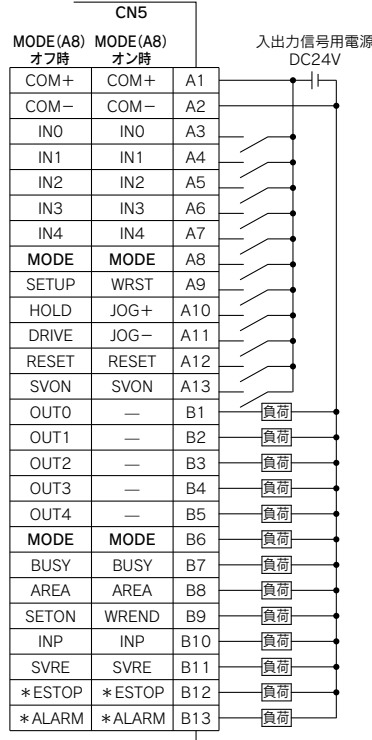 CN5
MODE(A8) MODE(A8) 入出力信号用電源
オフ時 オン時 DC24V
COM+ COM+ A1
COM− COM− A2
IN0 IN0 A3
IN1 IN1 A4
IN2 IN2 A5
IN3 IN3 A6
IN4 IN4 A7
MODE MODE A8
SETUP WRST A9
HOLD JOG+ A10
DRIVE JOG− A11
RESET RESET A12
SVON SVON A13
OUT0 — B1 負荷
OUT1 — B2 負荷
OUT2 — B3 負荷
OUT3 — B4 負荷
OUT4 — B5 負荷
MODE MODE B6 負荷
BUSY BUSY B7 負荷
AREA AREA B8 負荷
SETON WREND B9 負荷
INP INP B10 負荷
SVRE SVRE B11 負荷
*ESTOP *ESTOP B12 負荷
*ALARM *ALARM B13 負荷